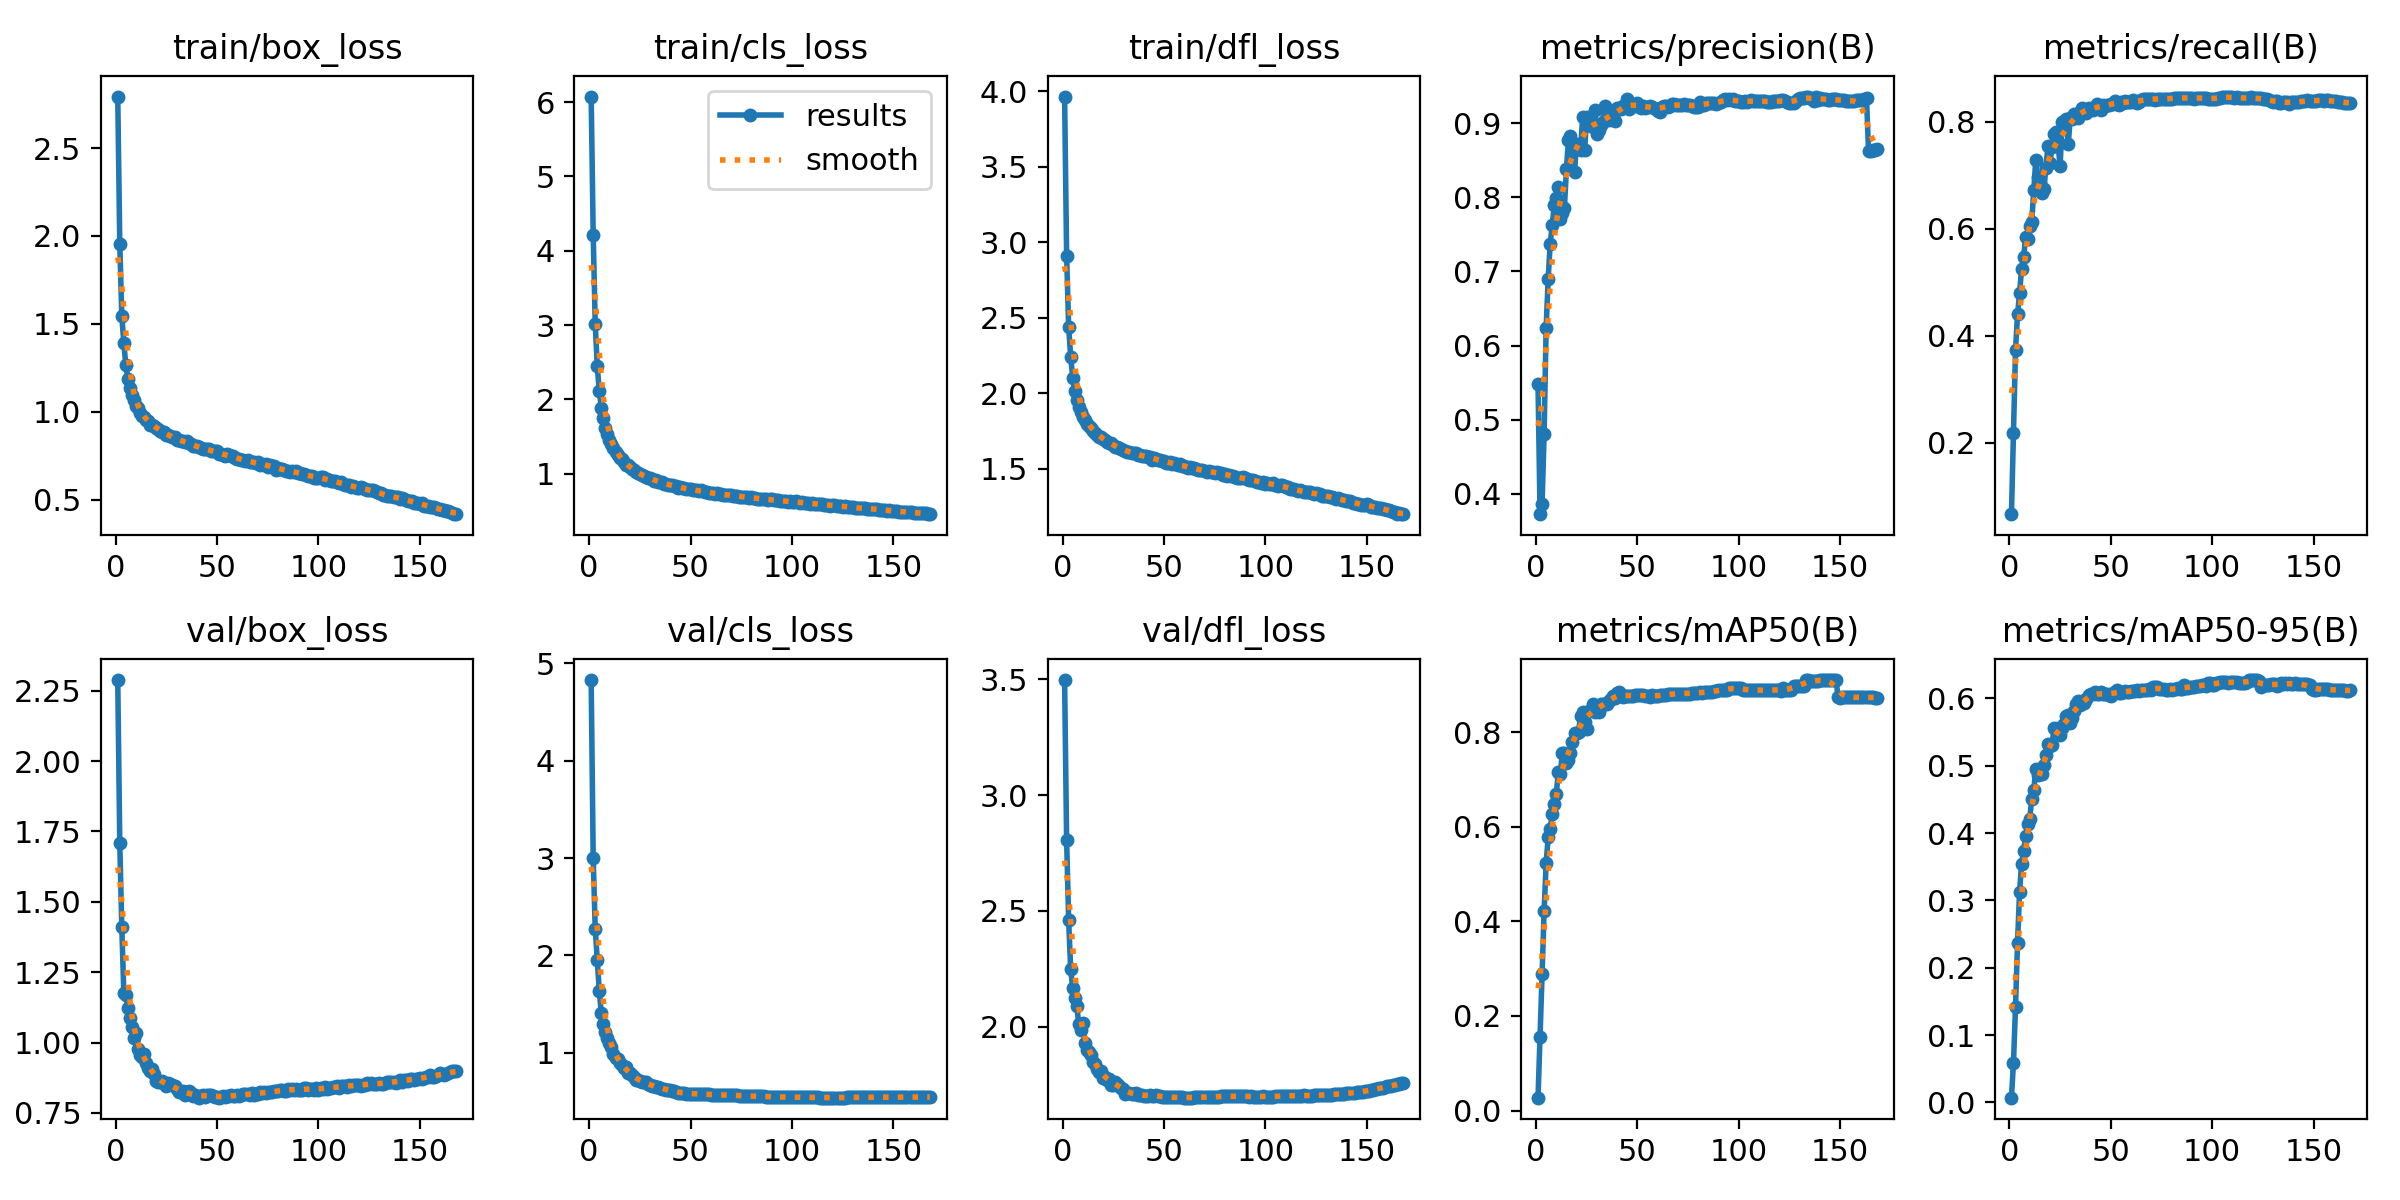 train/box_loss
train/cls_loss
train/dfl_loss
metrics/precision(B)
metrics/recall(B)
2.5
2.0
1.5
1.0
0.5
0 50 100 150
6
5
4
3
2
1
results
smooth
0 50 100 150
4.0
3.5
3.0
2.5
2.0
1.5
0 50 100 150
0.9
0.8
0.7
0.6
0.5
0.4
0 50 100 150
0.8
0.6
0.4
0.2
0 50 100 150
val/box_loss
val/cls_loss
val/dfl_loss
metrics/mAP50(B)
metrics/mAP50-95(B)
2.25
2.00
1.75
1.50
1.25
1.00
0.75
0 50 100 150
5
4
3
2
1
0 50 100 150
3.5
3.0
2.5
2.0
0 50 100 150
0.8
0.6
0.4
0.2
0.0
0 50 100 150
0.6
0.5
0.4
0.3
0.2
0.1
0.0
0 50 100 150